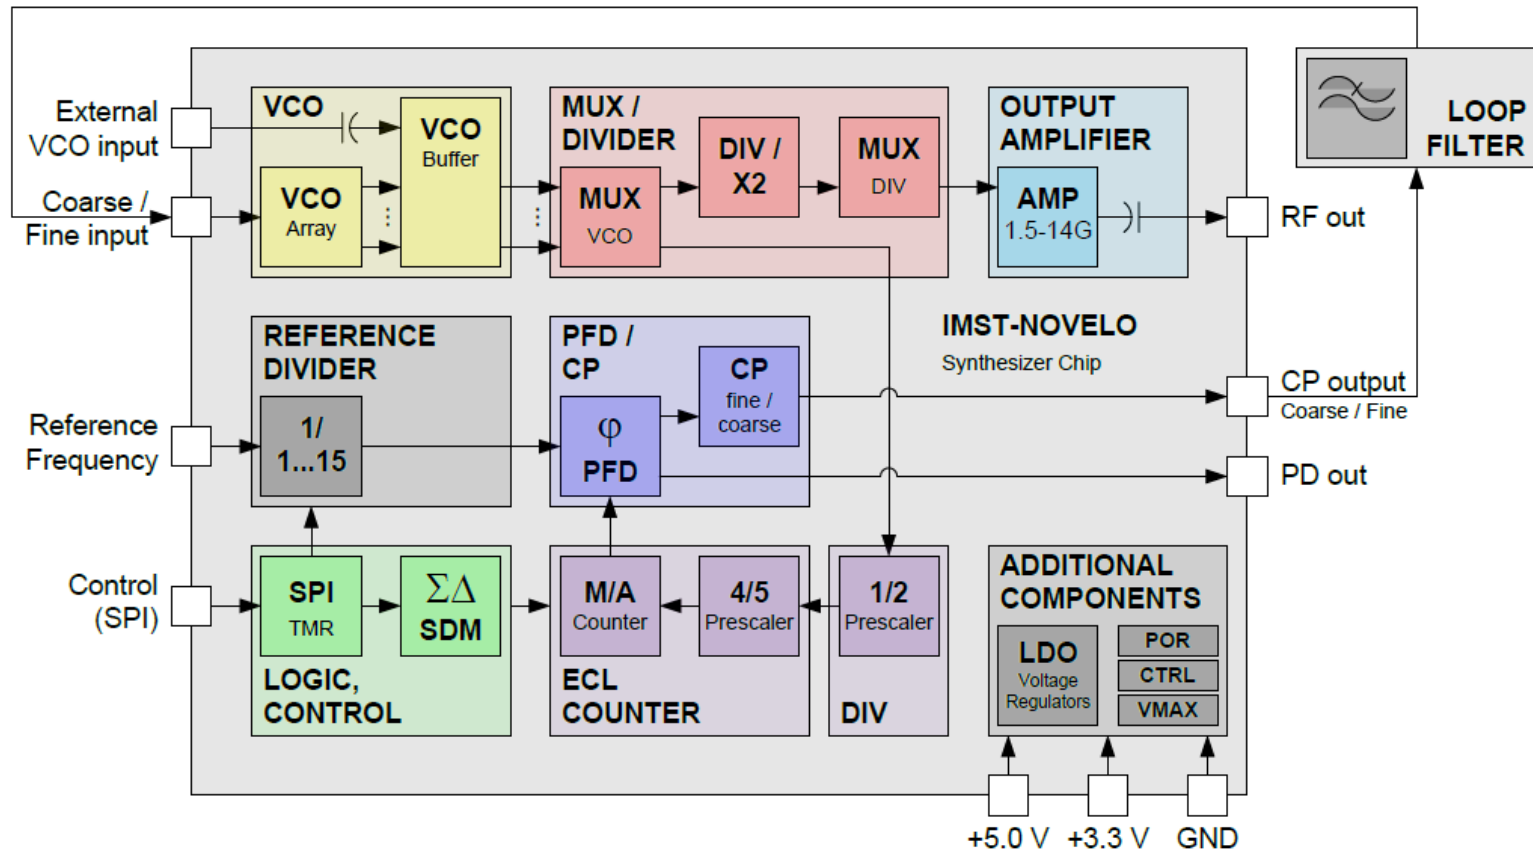 External
VCO input
Coarse /
Fine input
Reference
Frequency
Control
(SPI)
VCO
VCO
Buffer
VCO
Array
MUX /
DIVIDER
MUX
VCO
DIV /
X2
MUX
DIV
OUTPUT
AMPLIFIER
AMP
1.5-14G
LOOP
FILTER
RF out
REFERENCE
DIVIDER
1/
1...15
PFD /
CP
φ
PFD
CP
fine /
coarse
IMST-NOVELO
Synthesizer Chip
CP output
Coarse / Fine
PD out
SPI
TMR
ΣΔ
SDM
LOGIC,
CONTROL
M/A
Counter
4/5
Prescaler
ECL
COUNTER
1/2
Prescaler
DIV
ADDITIONAL
COMPONENTS
LDO
Voltage
Regulators
POR
CTRL
VMAX
+5.0 V
+3.3 V
GND